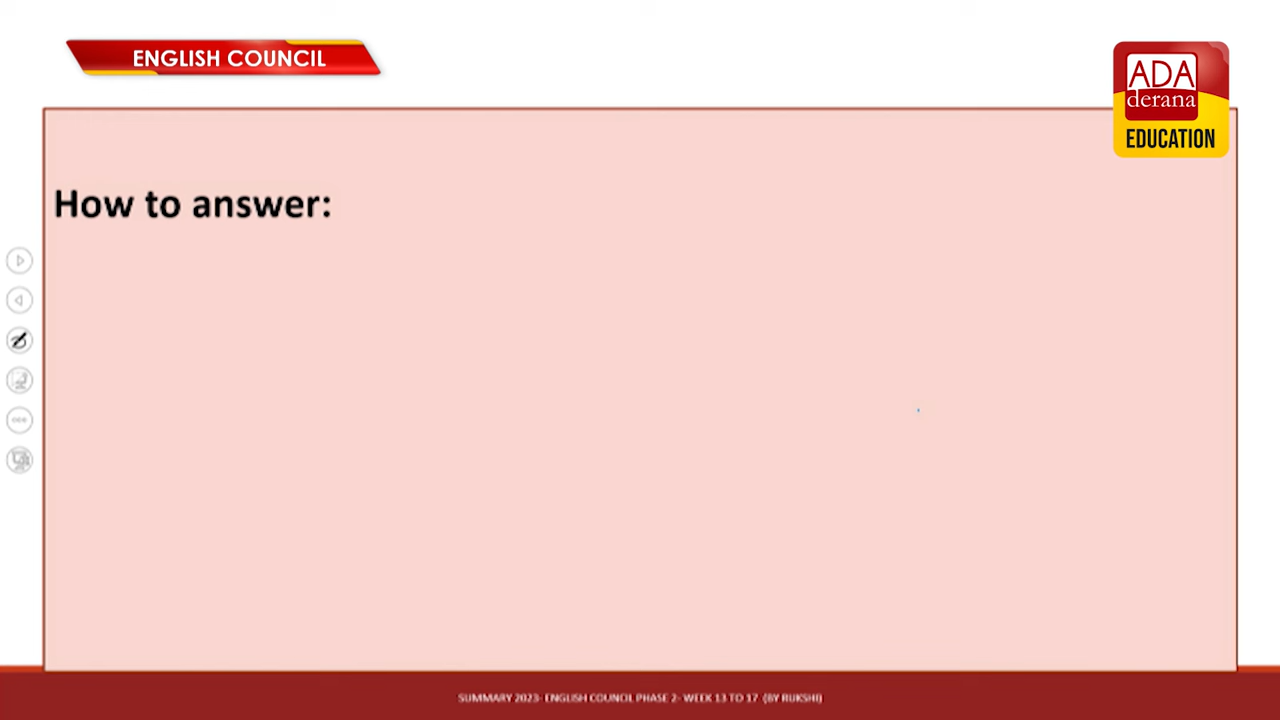 ENGLISH COUNCIL
ADA
derana
EDUCATION
How to answer:
SUMMARY 2023- ENGLISH COUNCIL PHASE 2- WEEK 13 TO 17 (BY RUKSHI)